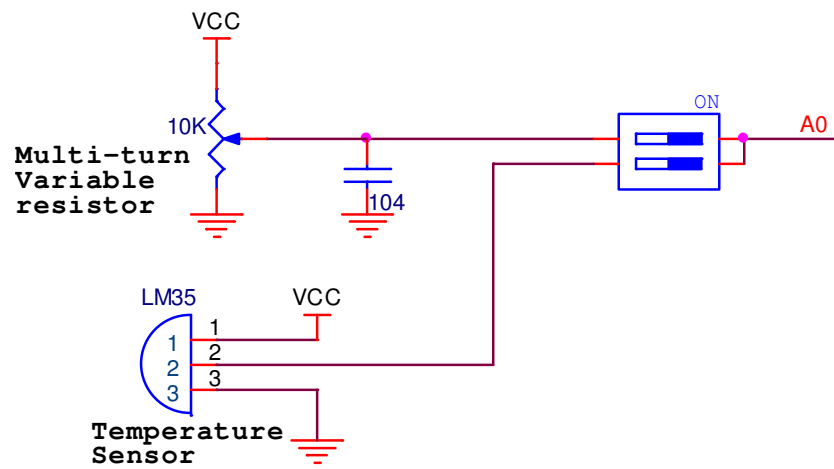 VCC
ON
10K
A0
Multi-turn
Variable
resistor
104
LM35
VCC
1 1
2 2
3 3
Temperature
Sensor